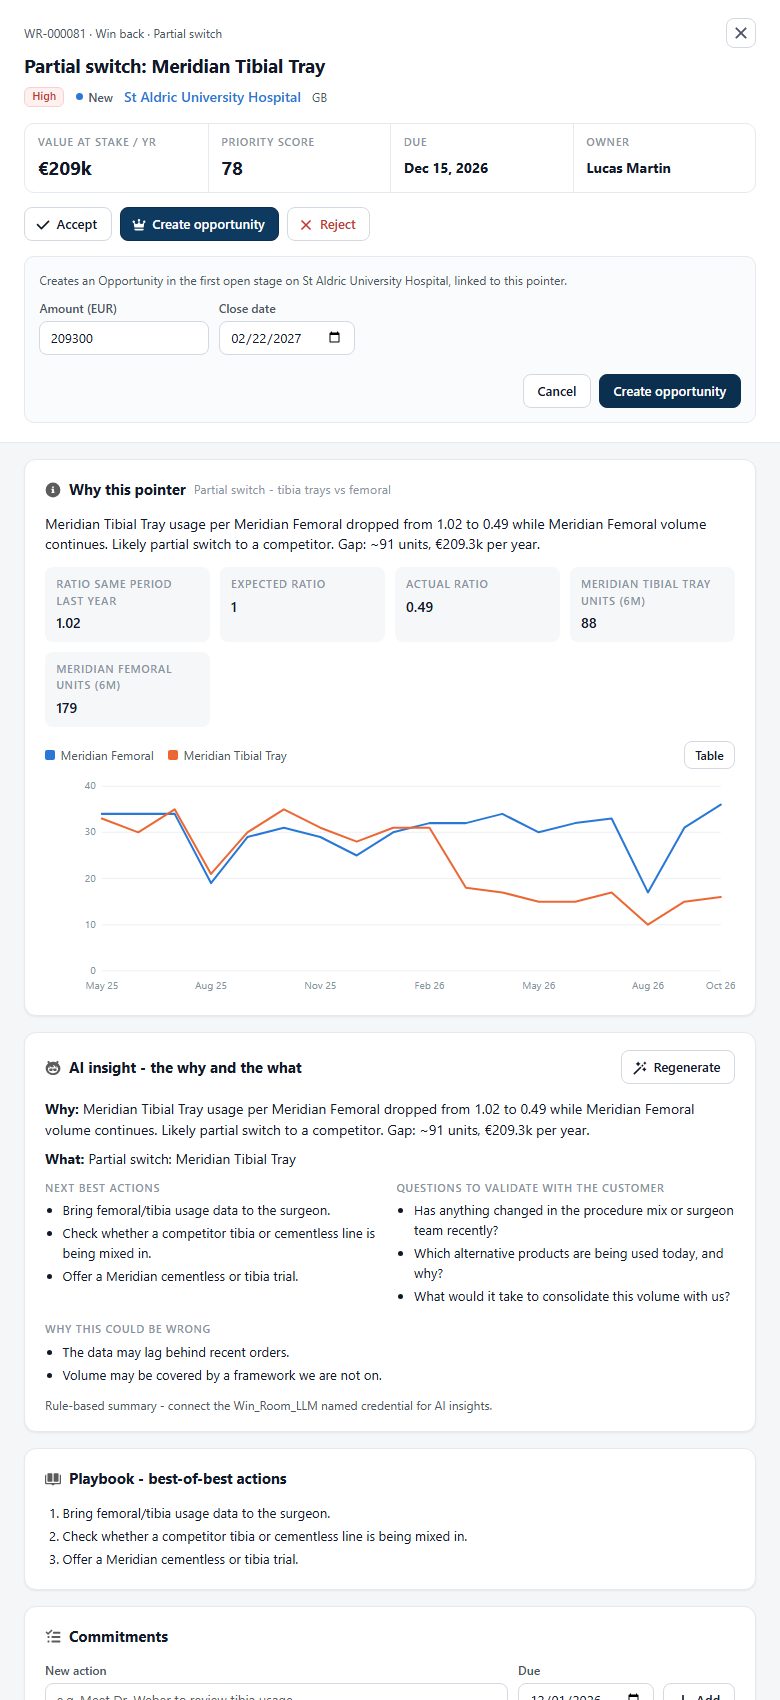 WR-000081 · Win back · Partial switch
Partial switch: Meridian Tibial Tray
High New St Aldric University Hospital GB
VALUE AT STAKE / YR PRIORITY SCORE DUE OWNER
€209k 78 Dec 15, 2026 Lucas Martin
Accept Create opportunity Reject
Creates an Opportunity in the first open stage on St Aldric University Hospital, linked to this pointer.
Amount (EUR) Close date
209300 02/22/2027
Cancel Create opportunity
Why this pointer Partial switch - tibia trays vs femoral
Meridian Tibial Tray usage per Meridian Femoral dropped from 1.02 to 0.49 while Meridian Femoral volume
continues. Likely partial switch to a competitor. Gap: ~91 units, €209.3k per year.
RATIO SAME PERIOD
LAST YEAR
1.02
EXPECTED RATIO
1
ACTUAL RATIO
0.49
MERIDIAN TIBIAL TRAY
UNITS (6M)
88
MERIDIAN FEMORAL
UNITS (6M)
179
Meridian Femoral Meridian Tibial Tray Table
40
30
20
10
0
May 25 Aug 25 Nov 25 Feb 26 May 26 Aug 26 Oct 26
AI insight - the why and the what Regenerate
Why: Meridian Tibial Tray usage per Meridian Femoral dropped from 1.02 to 0.49 while Meridian Femoral
volume continues. Likely partial switch to a competitor. Gap: ~91 units, €209.3k per year.
What: Partial switch: Meridian Tibial Tray
NEXT BEST ACTIONS
• Bring femoral/tibia usage data to the surgeon.
• Check whether a competitor tibia or cementless line is
being mixed in.
• Offer a Meridian cementless or tibia trial.
QUESTIONS TO VALIDATE WITH THE CUSTOMER
• Has anything changed in the procedure mix or surgeon
team recently?
• Which alternative products are being used today, and
why?
• What would it take to consolidate this volume with us?
WHY THIS COULD BE WRONG
• The data may lag behind recent orders.
• Volume may be covered by a framework we are not on.
Rule-based summary - connect the Win_Room_LLM named credential for AI insights.
Playbook - best-of-best actions
1. Bring femoral/tibia usage data to the surgeon.
2. Check whether a competitor tibia or cementless line is being mixed in.
3. Offer a Meridian cementless or tibia trial.
Commitments
New action Due
e.g. Meet Dr. Weber to review tibia usage 12/01/2026 Add